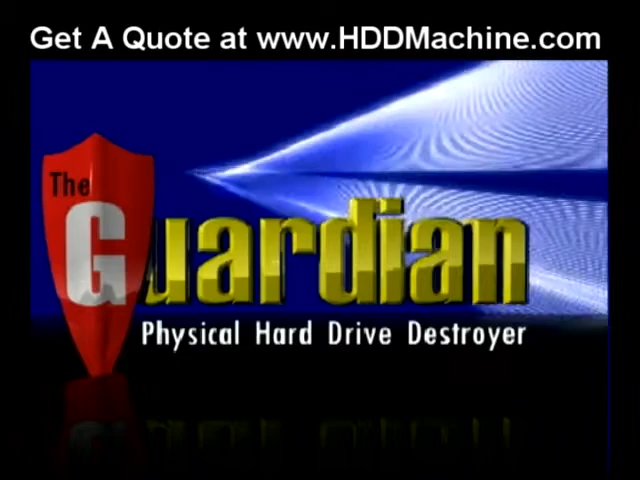 Get A Quote at www.HDDMachine.com
The
Guardian
Physical Hard Drive Destroyer